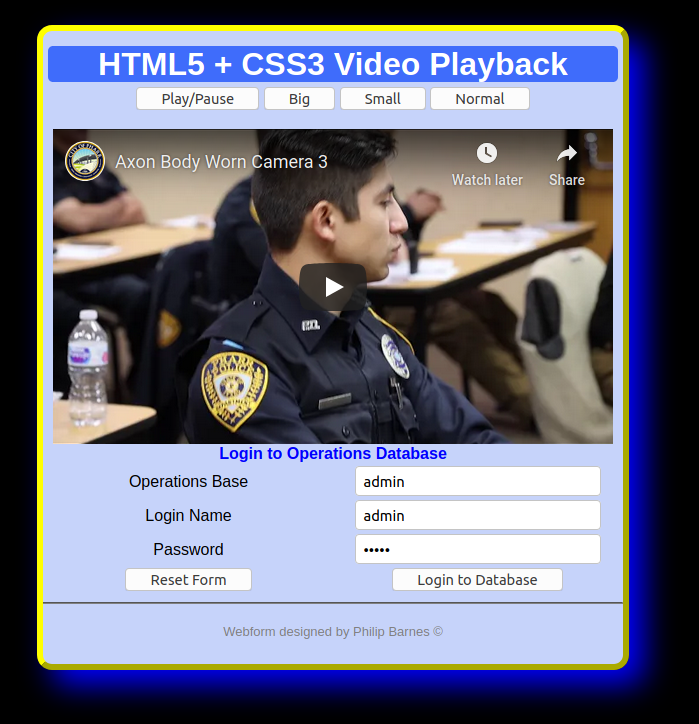 HTML5 + CSS3 Video Playback
Play/Pause Big Small Normal
Axon Body Worn Camera 3
Watch later Share
Login to Operations Database
Operations Base admin
Login Name admin
Password •••••
Reset Form Login to Database
Webform designed by Philip Barnes ©